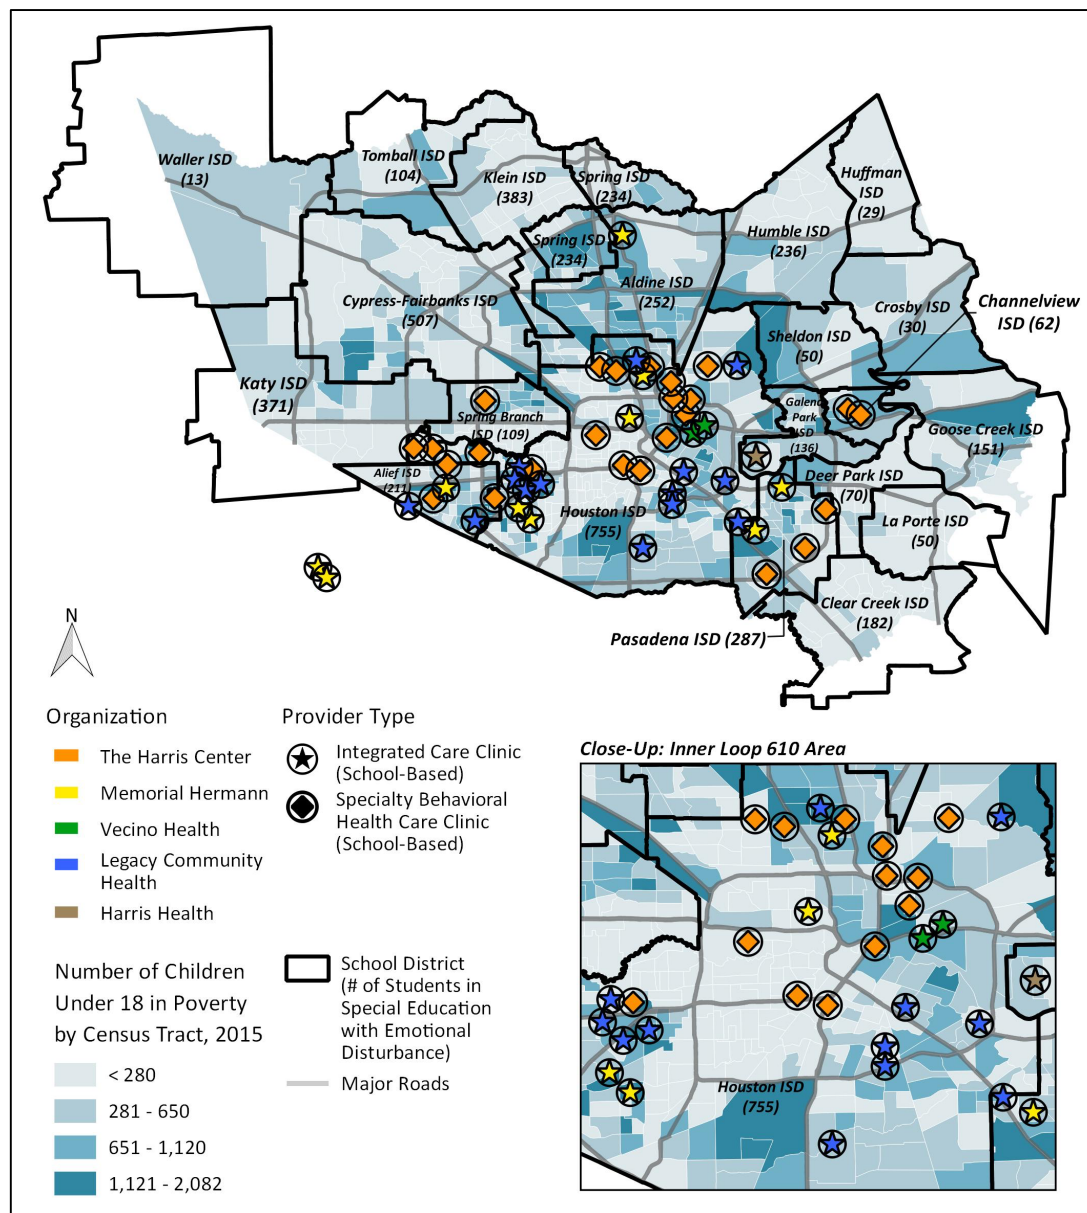 Waller ISD
(13)
Tomball ISD
(104)
Klein ISD
(383)
Spring ISD
(234)
Huffman
ISD
(29)
Spring ISD
(234)
Humble ISD
(236)
Aldine ISD
(252)
Cypress-Fairbanks ISD
(507)
Crosby ISD
(30)
Channelview
ISD (62)
Sheldon ISD
(50)
Katy ISD
(371)
Spring Branch
ISD (109)
Galena
Park
ISD
(136)
Goose Creek ISD
(151)
Alief ISD
(211)
Deer Park ISD
(70)
Houston ISD
(755)
La Porte ISD
(50)
Clear Creek ISD
(182)
Pasadena ISD (287)
N
Organization
The Harris Center
Memorial Hermann
Vecino Health
Legacy Community
Health
Harris Health
Provider Type
Integrated Care Clinic
(School-Based)
Specialty Behavioral
Health Care Clinic
(School-Based)
Number of Children
Under 18 in Poverty
by Census Tract, 2015
< 280
281 - 650
651 - 1,120
1,121 - 2,082
School District
(# of Students in
Special Education
with Emotional
Disturbance)
Major Roads
Close-Up: Inner Loop 610 Area
Houston ISD
(755)